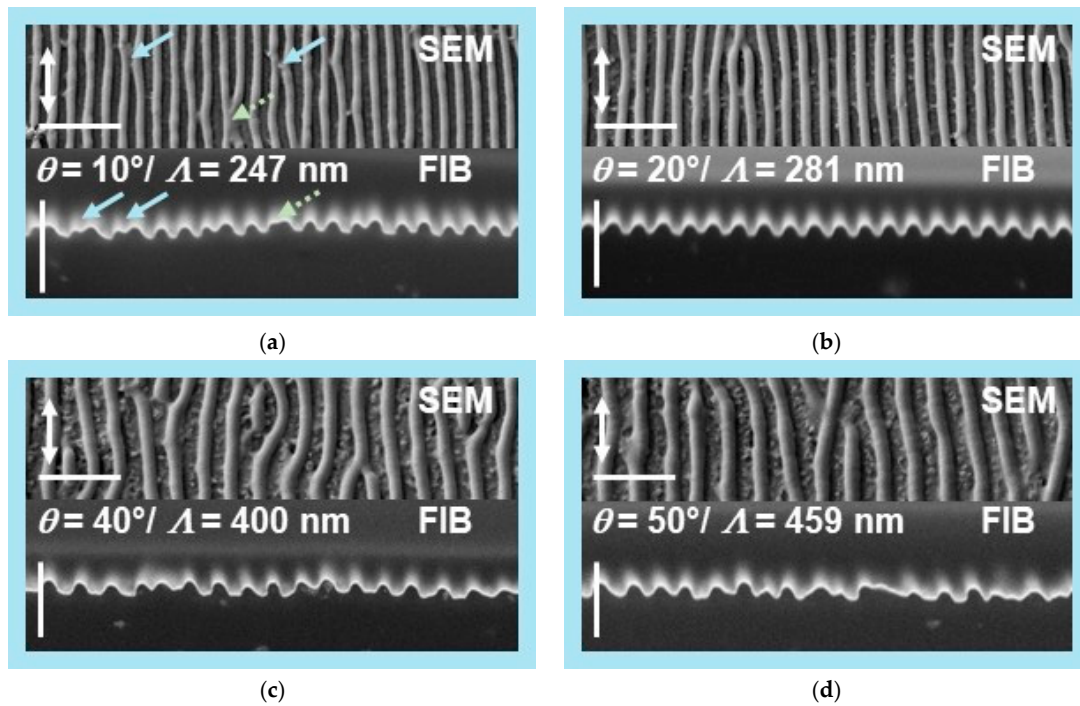 SEM
θ = 10°/ Λ = 247 nm FIB
(a)
SEM
θ = 20°/ Λ = 281 nm FIB
(b)
SEM
θ = 40°/ Λ = 400 nm FIB
(c)
SEM
θ = 50°/ Λ = 459 nm FIB
(d)